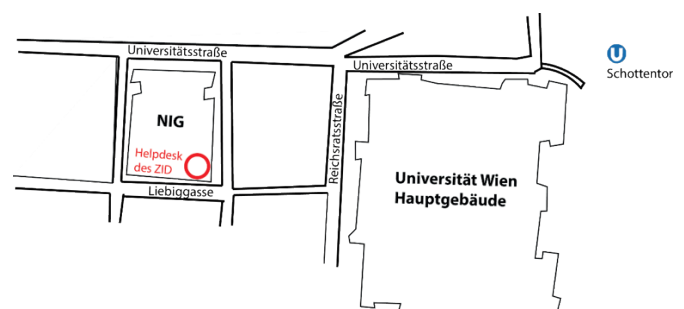 Universitätsstraße
Universitätsstraße
U
Schottentor
NIG
Reichsratsstraße
Helpdesk
des ZID
Liebiggasse
Universität Wien
Hauptgebäude